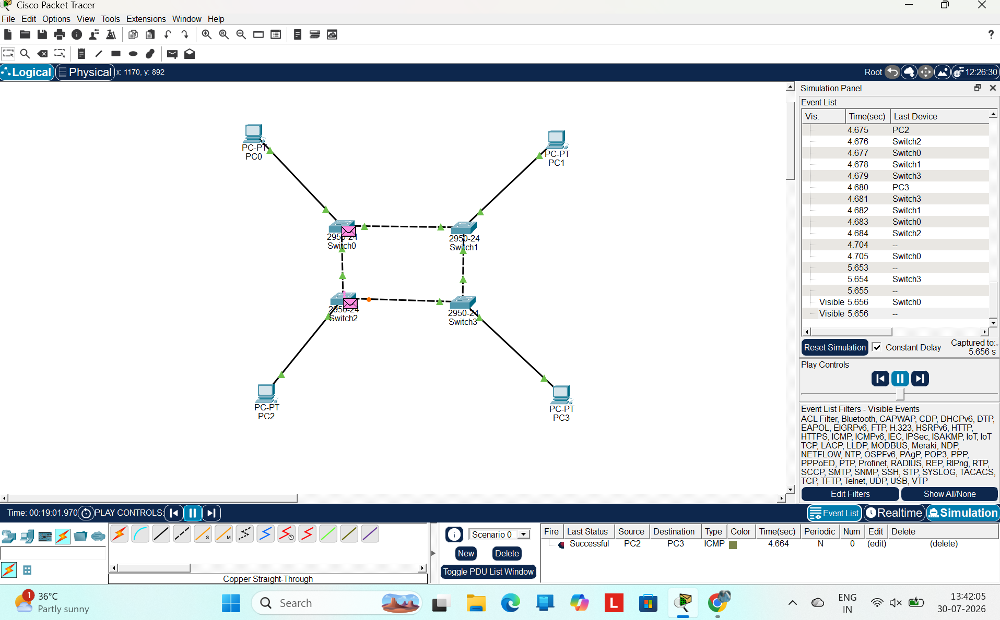 Cisco Packet Tracer
File Edit Options View Tools Extensions Window Help
Logical Physical x: 1170, y: 892 Root 12:26:30
Simulation Panel
Event List
Vis. Time(sec) Last Device
4.675 PC2
4.676 Switch2
4.677 Switch0
4.678 Switch1
4.679 Switch3
4.680 PC3
4.681 Switch3
4.682 Switch1
4.683 Switch0
4.684 Switch2
4.704 --
4.705 Switch0
5.653 --
5.654 Switch3
5.655 --
Visible 5.656 Switch0
Visible 5.656 --
Reset Simulation Constant Delay Captured to:
5.656 s
Play Controls
Event List Filters - Visible Events
ACL Filter, Bluetooth, CAPWAP, CDP, DHCPv6, DTP,
EAPOL, EIGRPv6, FTP, H.323, HSRPv6, HTTP,
HTTPS, ICMP, ICMPv6, IEC, IPSec, ISAKMP, IoT, IoT
TCP, LACP, LLDP, MODBUS, Meraki, NDP,
NETFLOW, NTP, OSPFv6, PAgP, POP3, PPP,
PPPoED, PTP, Profinet, RADIUS, REP, RIPng, RTP,
SCCP, SMTP, SNMP, SSH, STP, SYSLOG, TACACS,
TCP, TFTP, Telnet, UDP, USB, VTP
Edit Filters Show All/None
PC-PT
PC0
PC-PT
PC1
2950-24
Switch0
2950-24
Switch1
2950-24
Switch2
2950-24
Switch3
PC-PT
PC2
PC-PT
PC3
Time: 00:19:01.970 PLAY CONTROLS:
Event List Realtime Simulation
S M
Copper Straight-Through
Scenario 0
New Delete
Toggle PDU List Window
Fire Last Status Source Destination Type Color Time(sec) Periodic Num Edit Delete
Successful PC2 PC3 ICMP 4.664 N 0 (edit) (delete)
1
36°C
Partly sunny
Search
L
ENG
IN
13:42:05
30-07-2026